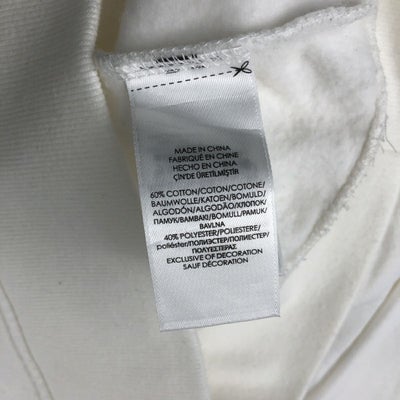 MADE IN CHINA
FABRIQUÉ EN CHINE
HECHO EN CHINA
ÇİN'DE ÜRETİLMİŞTİR
60% COTTON/COTON/COTONE/
BAUMWOLLE/KATOEN/BOMULD/
ALGODÓN/ALGODÃO/ХЛОПОК/
ПАМУК/BAMBAKI/BOMULL/PAMUK/
BAVLNA
40% POLYESTER/POLIESTERE/
poliéster/ПОЛИЭСТЕР/ПОЛИЕСТЕР/
ΠΟΛΥΕΣΤΕΡΑΣ
EXCLUSIVE OF DECORATION
SAUF DÉCORATION